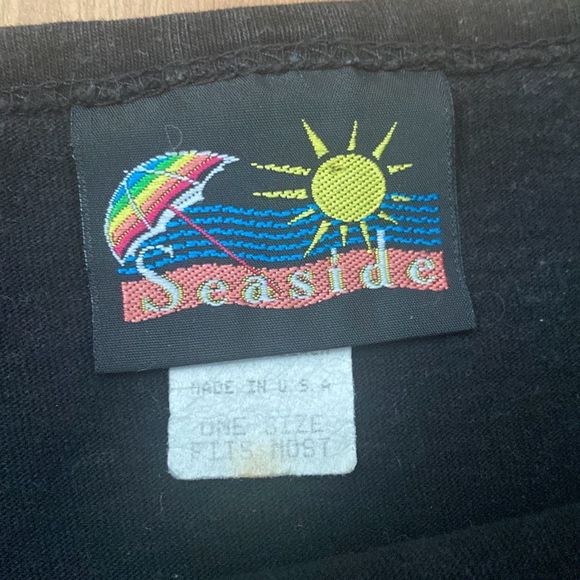 Seaside
MADE IN U.S.A
ONE SIZE
FITS MOST